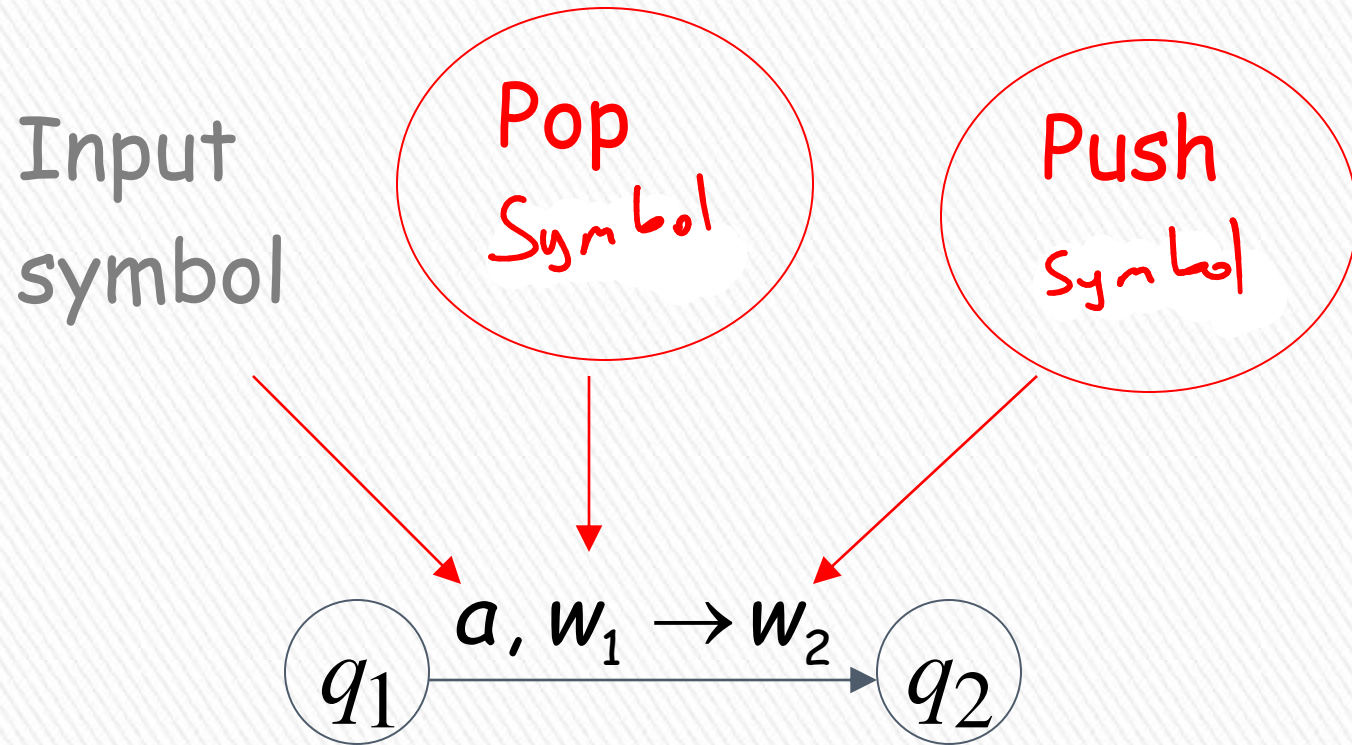 Input
symbol
Pop
Symbol
Push
Symbol
a, w₁ → w₂
q₁
q₂